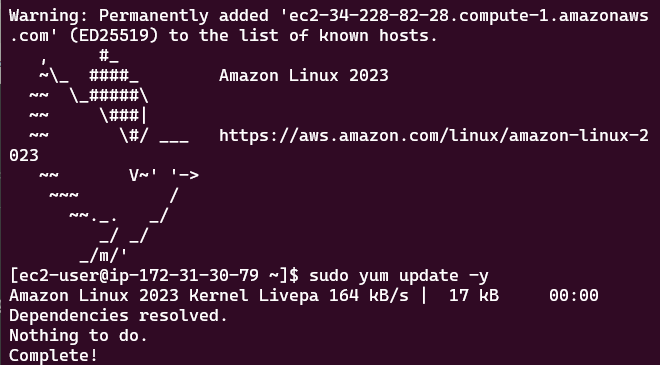 Warning: Permanently added 'ec2-34-228-82-28.compute-1.amazonaws
.com' (ED25519) to the list of known hosts.
   ,     #_
   ~\_  ####_        Amazon Linux 2023
  ~~  \_#####\
  ~~     \###|
  ~~       \#/ ___   https://aws.amazon.com/linux/amazon-linux-2
023
   ~~       V~' '->
    ~~~         /
      ~~._.   _/
         _/ _/
       _/m/'
[ec2-user@ip-172-31-30-79 ~]$ sudo yum update -y
Amazon Linux 2023 Kernel Livepa 164 kB/s |  17 kB     00:00
Dependencies resolved.
Nothing to do.
Complete!